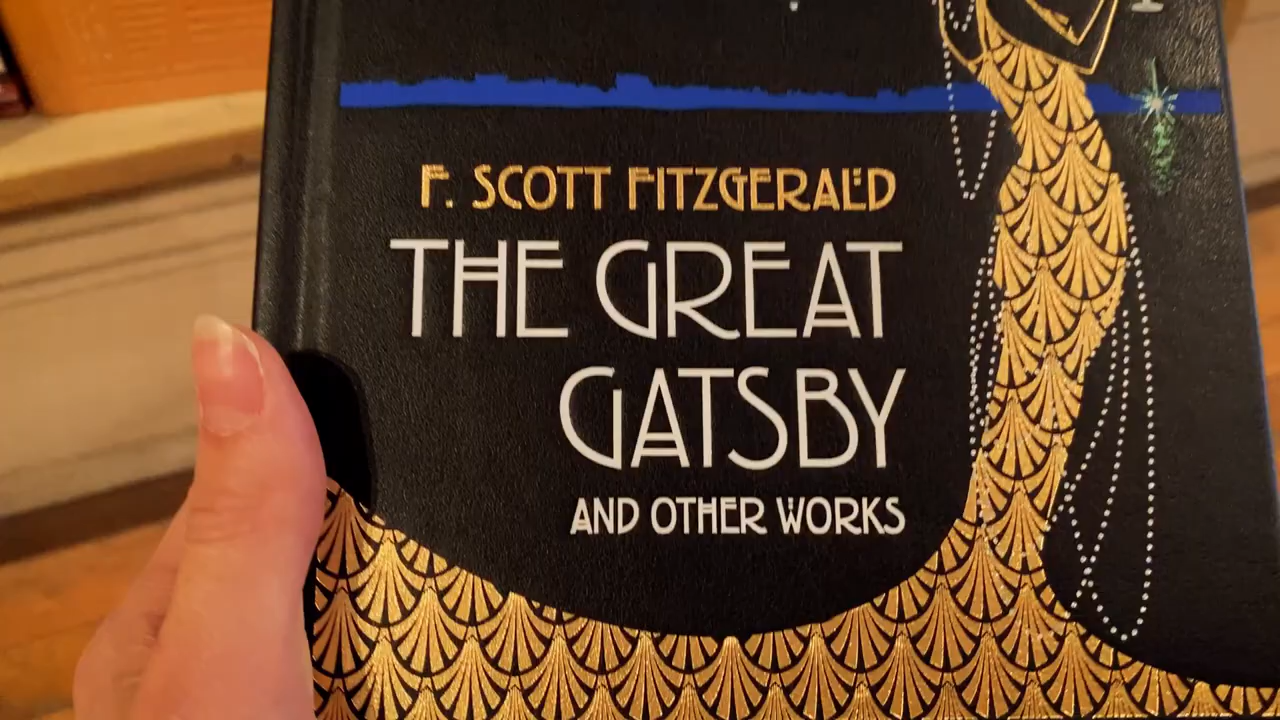 F. SCOTT FITZGERALD
THE GREAT
GATSBY
AND OTHER WORKS